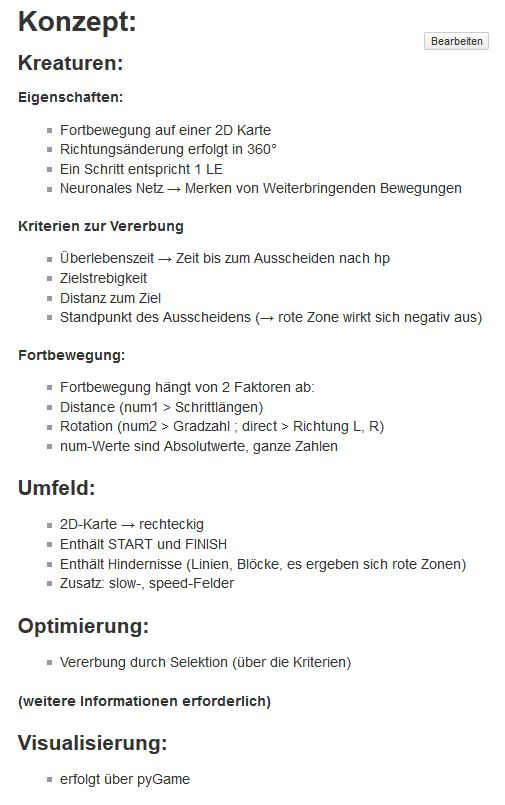 Konzept:
Bearbeiten
Kreaturen:
Eigenschaften:
Fortbewegung auf einer 2D Karte
Richtungsänderung erfolgt in 360°
Ein Schritt entspricht 1 LE
Neuronales Netz → Merken von Weiterbringenden Bewegungen
Kriterien zur Vererbung
Überlebenszeit → Zeit bis zum Ausscheiden nach hp
Zielstrebigkeit
Distanz zum Ziel
Standpunkt des Ausscheidens (→ rote Zone wirkt sich negativ aus)
Fortbewegung:
Fortbewegung hängt von 2 Faktoren ab:
Distance (num1 > Schrittlängen)
Rotation (num2 > Gradzahl ; direct > Richtung L, R)
num-Werte sind Absolutwerte, ganze Zahlen
Umfeld:
2D-Karte → rechteckig
Enthält START und FINISH
Enthält Hindernisse (Linien, Blöcke, es ergeben sich rote Zonen)
Zusatz: slow-, speed-Felder
Optimierung:
Vererbung durch Selektion (über die Kriterien)
(weitere Informationen erforderlich)
Visualisierung:
erfolgt über pyGame